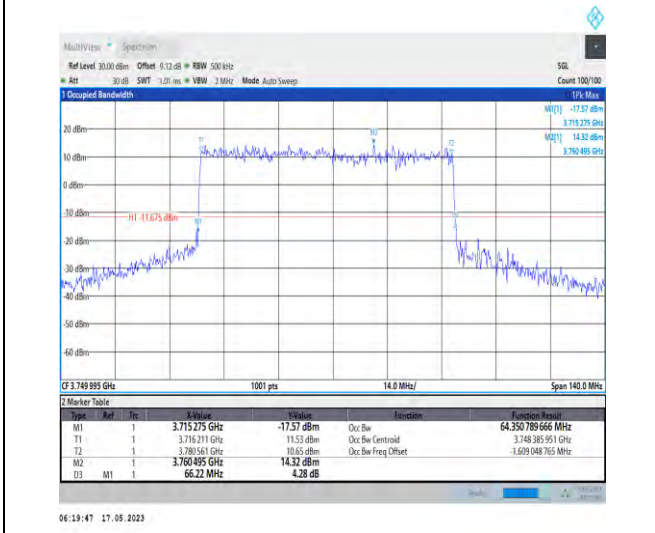 MultiView Spectrum
Ref Level 30.00 dBm Offset 9.12 dB RBW 500 kHz SGL
Att 30 dB SWT 1.01 ms VBW 2 MHz Mode Auto Sweep Count 100/100
1 Occupied Bandwidth 1Pk Max
M1[1] -17.57 dBm
3.715 275 GHz
M2[1] 14.32 dBm
3.760 495 GHz
20 dBm
M2
T1 T2
10 dBm
0 dBm
-10 dBm
H1 -11.675 dBm
M1
-20 dBm
-30 dBm
-40 dBm
-50 dBm
-60 dBm
CF 3.749 995 GHz 1001 pts 14.0 MHz/ Span 140.0 MHz
2 Marker Table
Type Ref Trc X-Value Y-Value Function Function Result
M1 1 3.715 275 GHz -17.57 dBm Occ Bw 64.350 789 666 MHz
T1 1 3.716 211 GHz 11.53 dBm Occ Bw Centroid 3.748 385 951 GHz
T2 1 3.780 561 GHz 10.65 dBm Occ Bw Freq Offset -1.609 048 765 MHz
M2 1 3.760 495 GHz 14.32 dBm
D3 M1 1 66.22 MHz 4.28 dB
06:19:47 17.05.2023